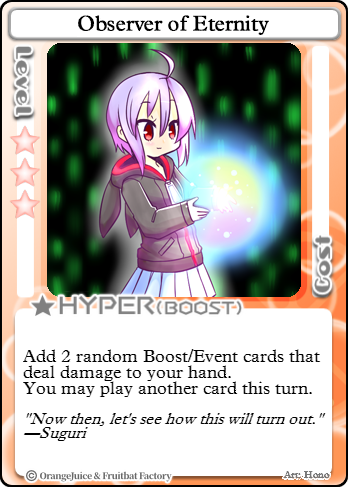 Observer of Eternity
Level
Cost
HYPER(BOOST)
Add 2 random Boost/Event cards that
deal damage to your hand.
You may play another card this turn.
"Now then, let's see how this will turn out."
—Suguri
© OrangeJuice & Fruitbat Factory
Art: Hono